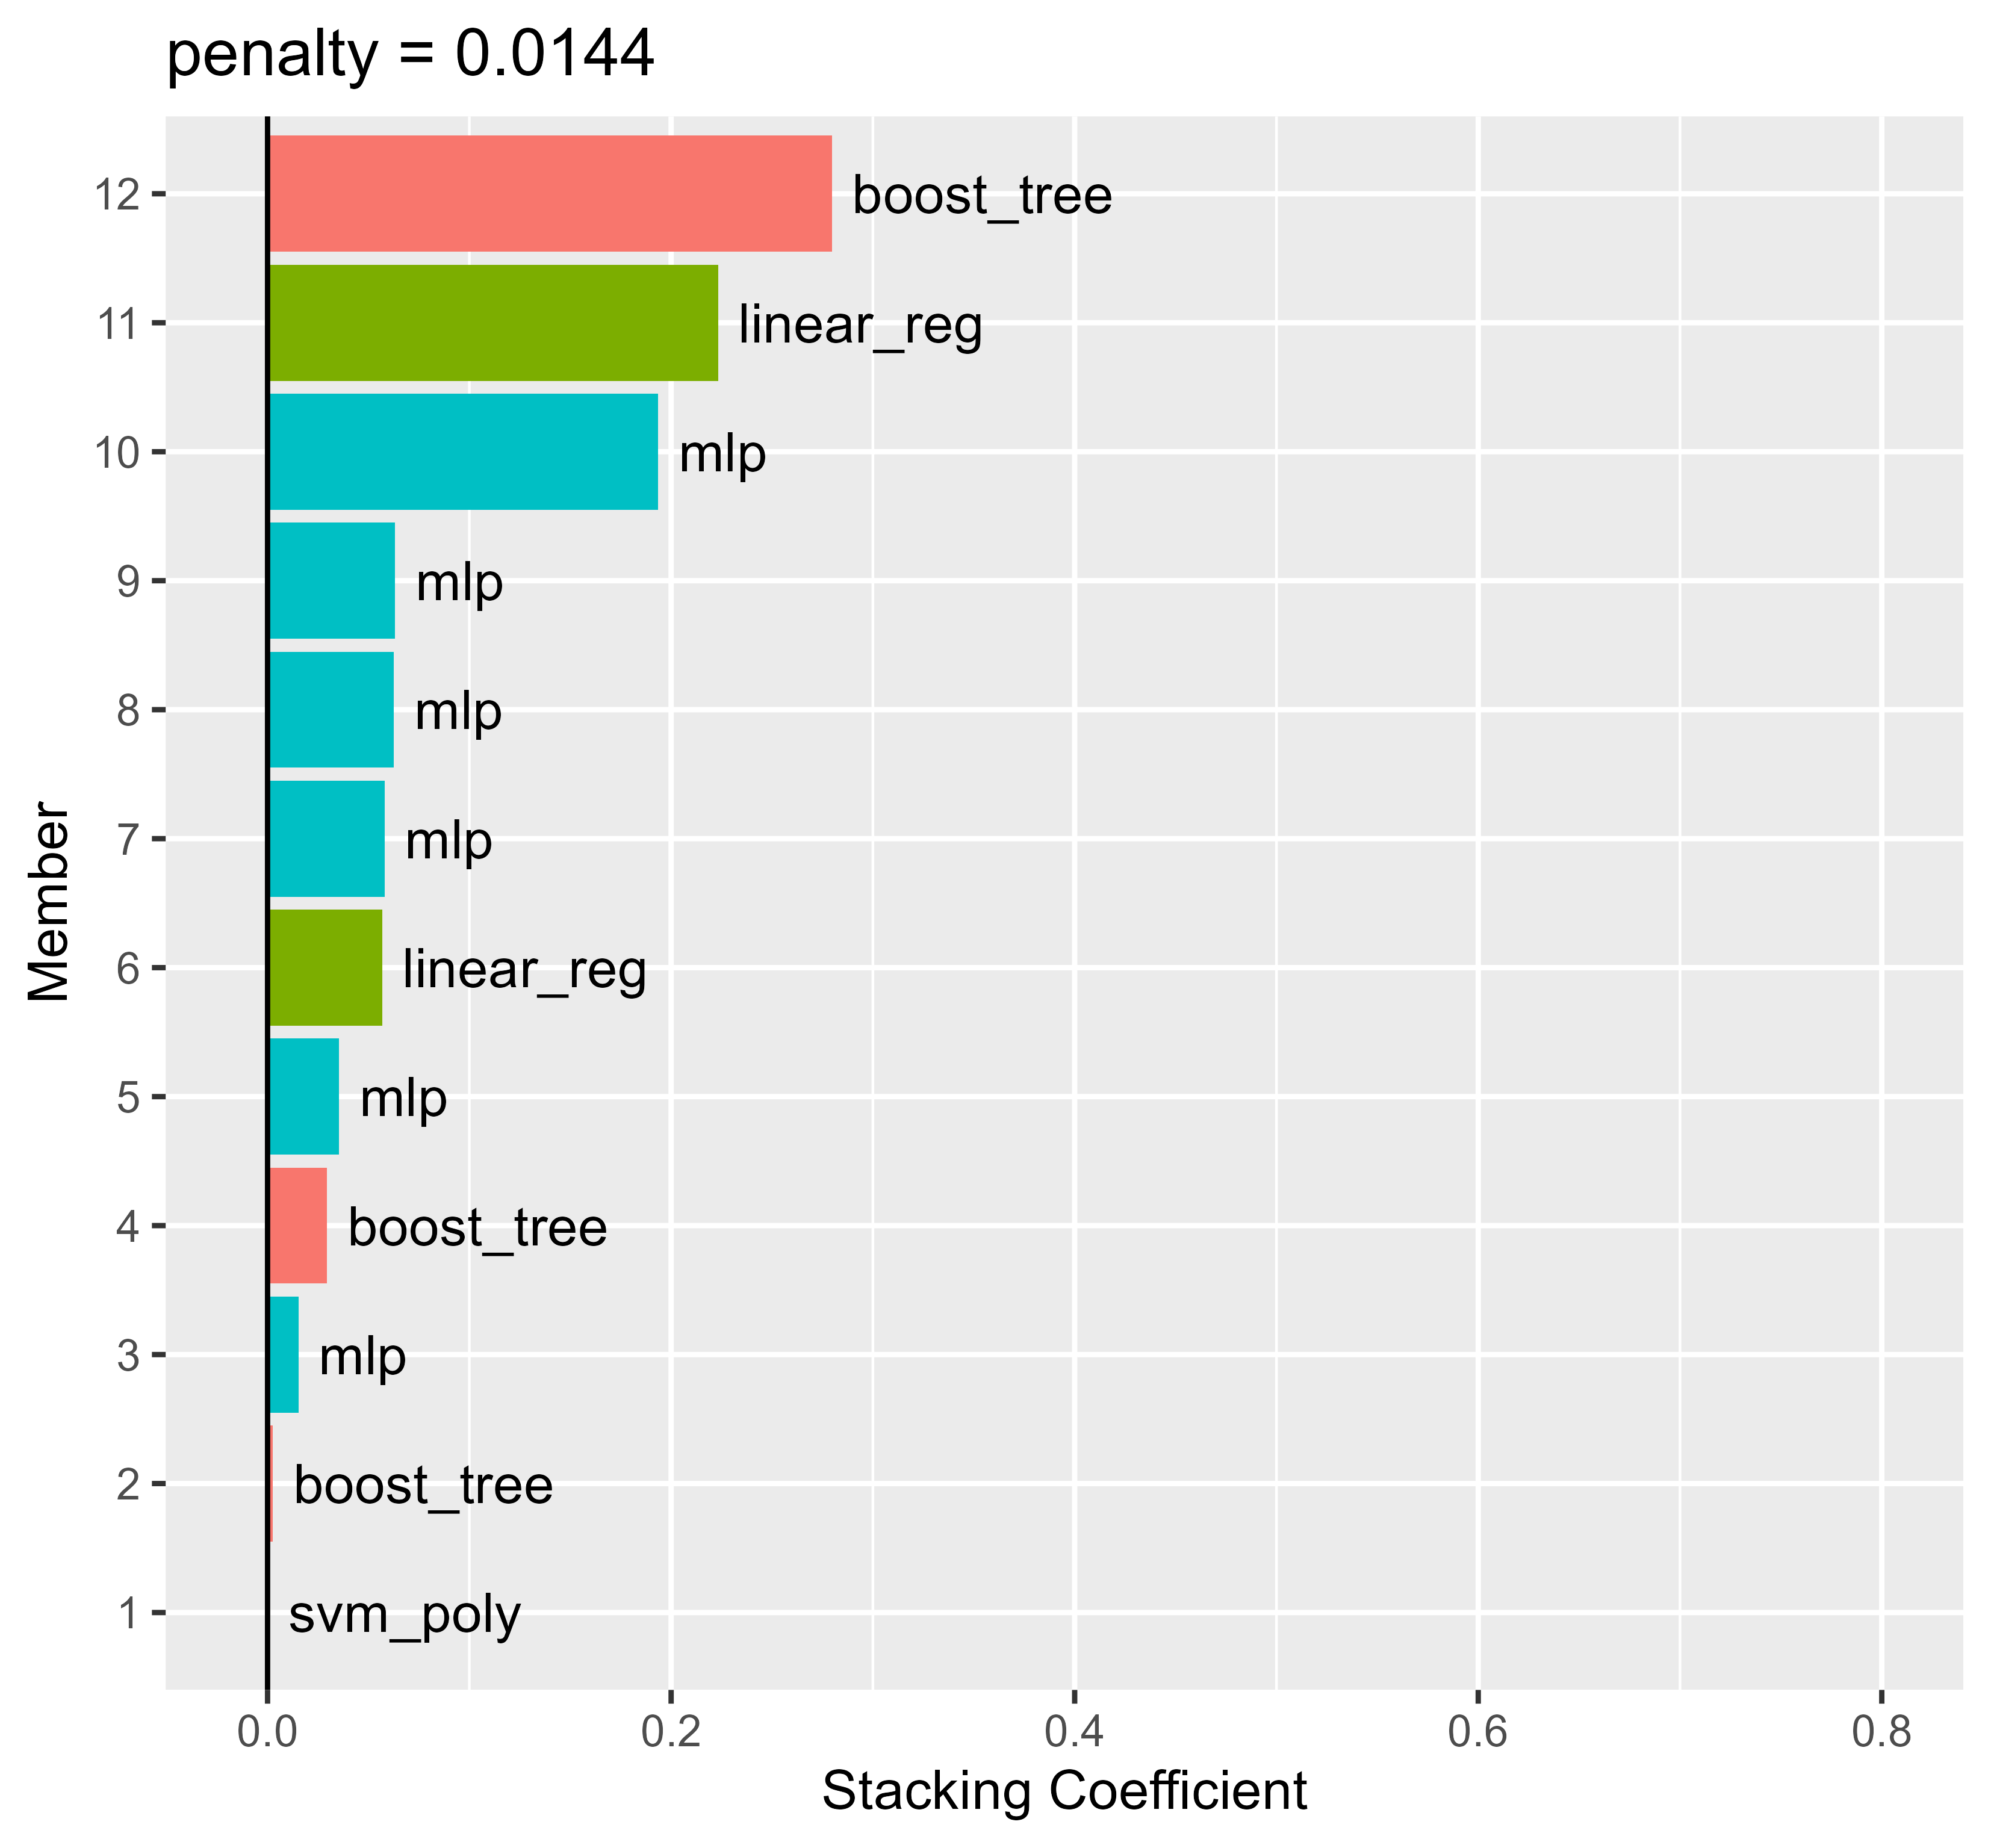 penalty = 0.0144
12
boost_tree
11
linear_reg
10
mlp
9
mlp
8
mlp
7
mlp
Member
6
linear_reg
5
mlp
4
boost_tree
3
mlp
2
boost_tree
1
svm_poly
0.0 0.2 0.4 0.6 0.8
Stacking Coefficient